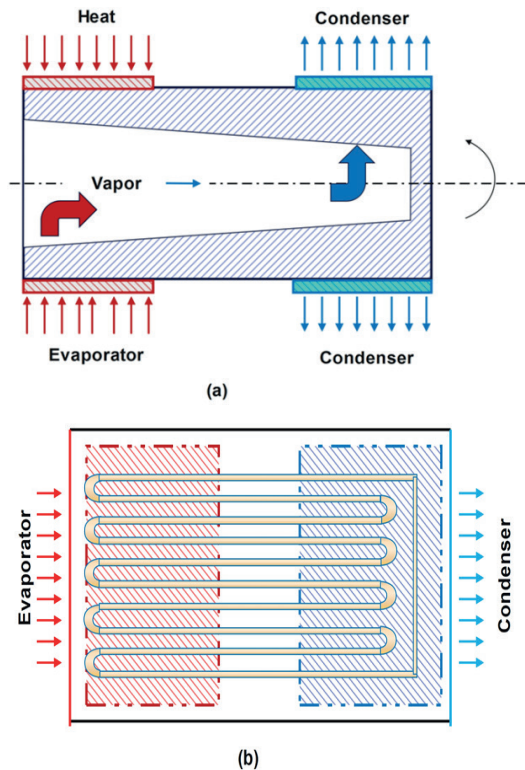 Heat
Condenser
Vapor
Evaporator
Condenser
(a)
Evaporator
Condenser
(b)